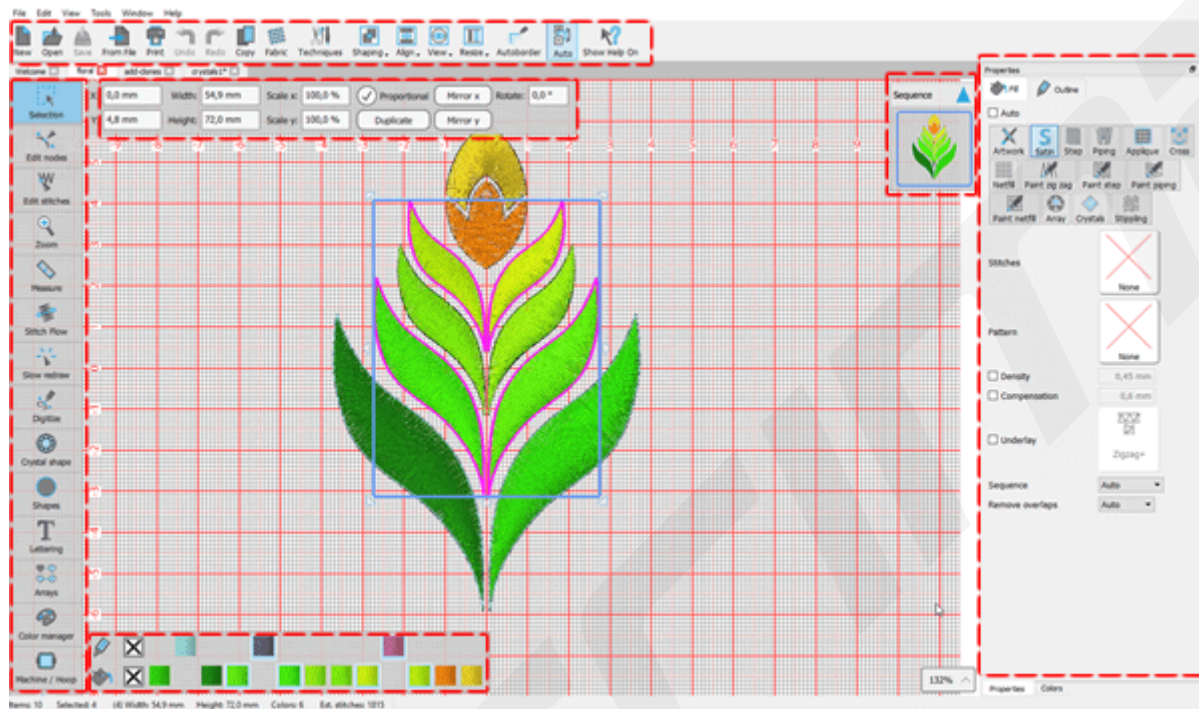 File Edit View Tools Window Help
New Open Save From File Print Undo Redo Copy Fabric Techniques Shaping Align View Resize Autoborder Auto Show Help On
Welcome floral add-clones crystals1*
X: 0,0 mm Width: 54,9 mm Scale x: 100,0 % Proportional Mirror x Rotate: 0,0 °
Y: 4,8 mm Height: 72,0 mm Scale y: 100,0 % Duplicate Mirror y
Selection
Edit nodes
Edit stitches
Zoom
Measure
Stitch Flow
Slow redraw
Digitize
Crystal shape
Shapes
Lettering
Arrays
Color manager
Machine / Hoop
Sequence
132%
Properties
Fill Outline
Auto
Artwork Satin Step Piping Applique Cross
Netfill Paint zig zag Paint step Paint piping
Paint netfill Array Crystals Stippling
Stitches
None
Pattern
None
Density 0,45 mm
Compensation 0,6 mm
Underlay
Zigzag+
Sequence Auto
Remove overlaps Auto
Properties Colors
Items: 10 Selected: 4 (4) Width: 54,9 mm Height: 72,0 mm Colors: 6 Est. stitches: 1815